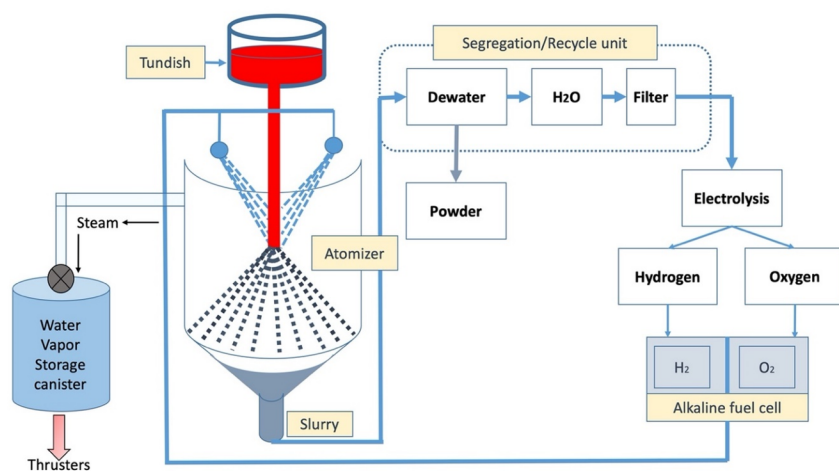 Segregation/Recycle unit
Tundish
Dewater
H2O
Filter
Powder
Electrolysis
Steam
Atomizer
Hydrogen
Oxygen
Water
Vapor
Storage
canister
H₂
O₂
Slurry
Alkaline fuel cell
Thrusters